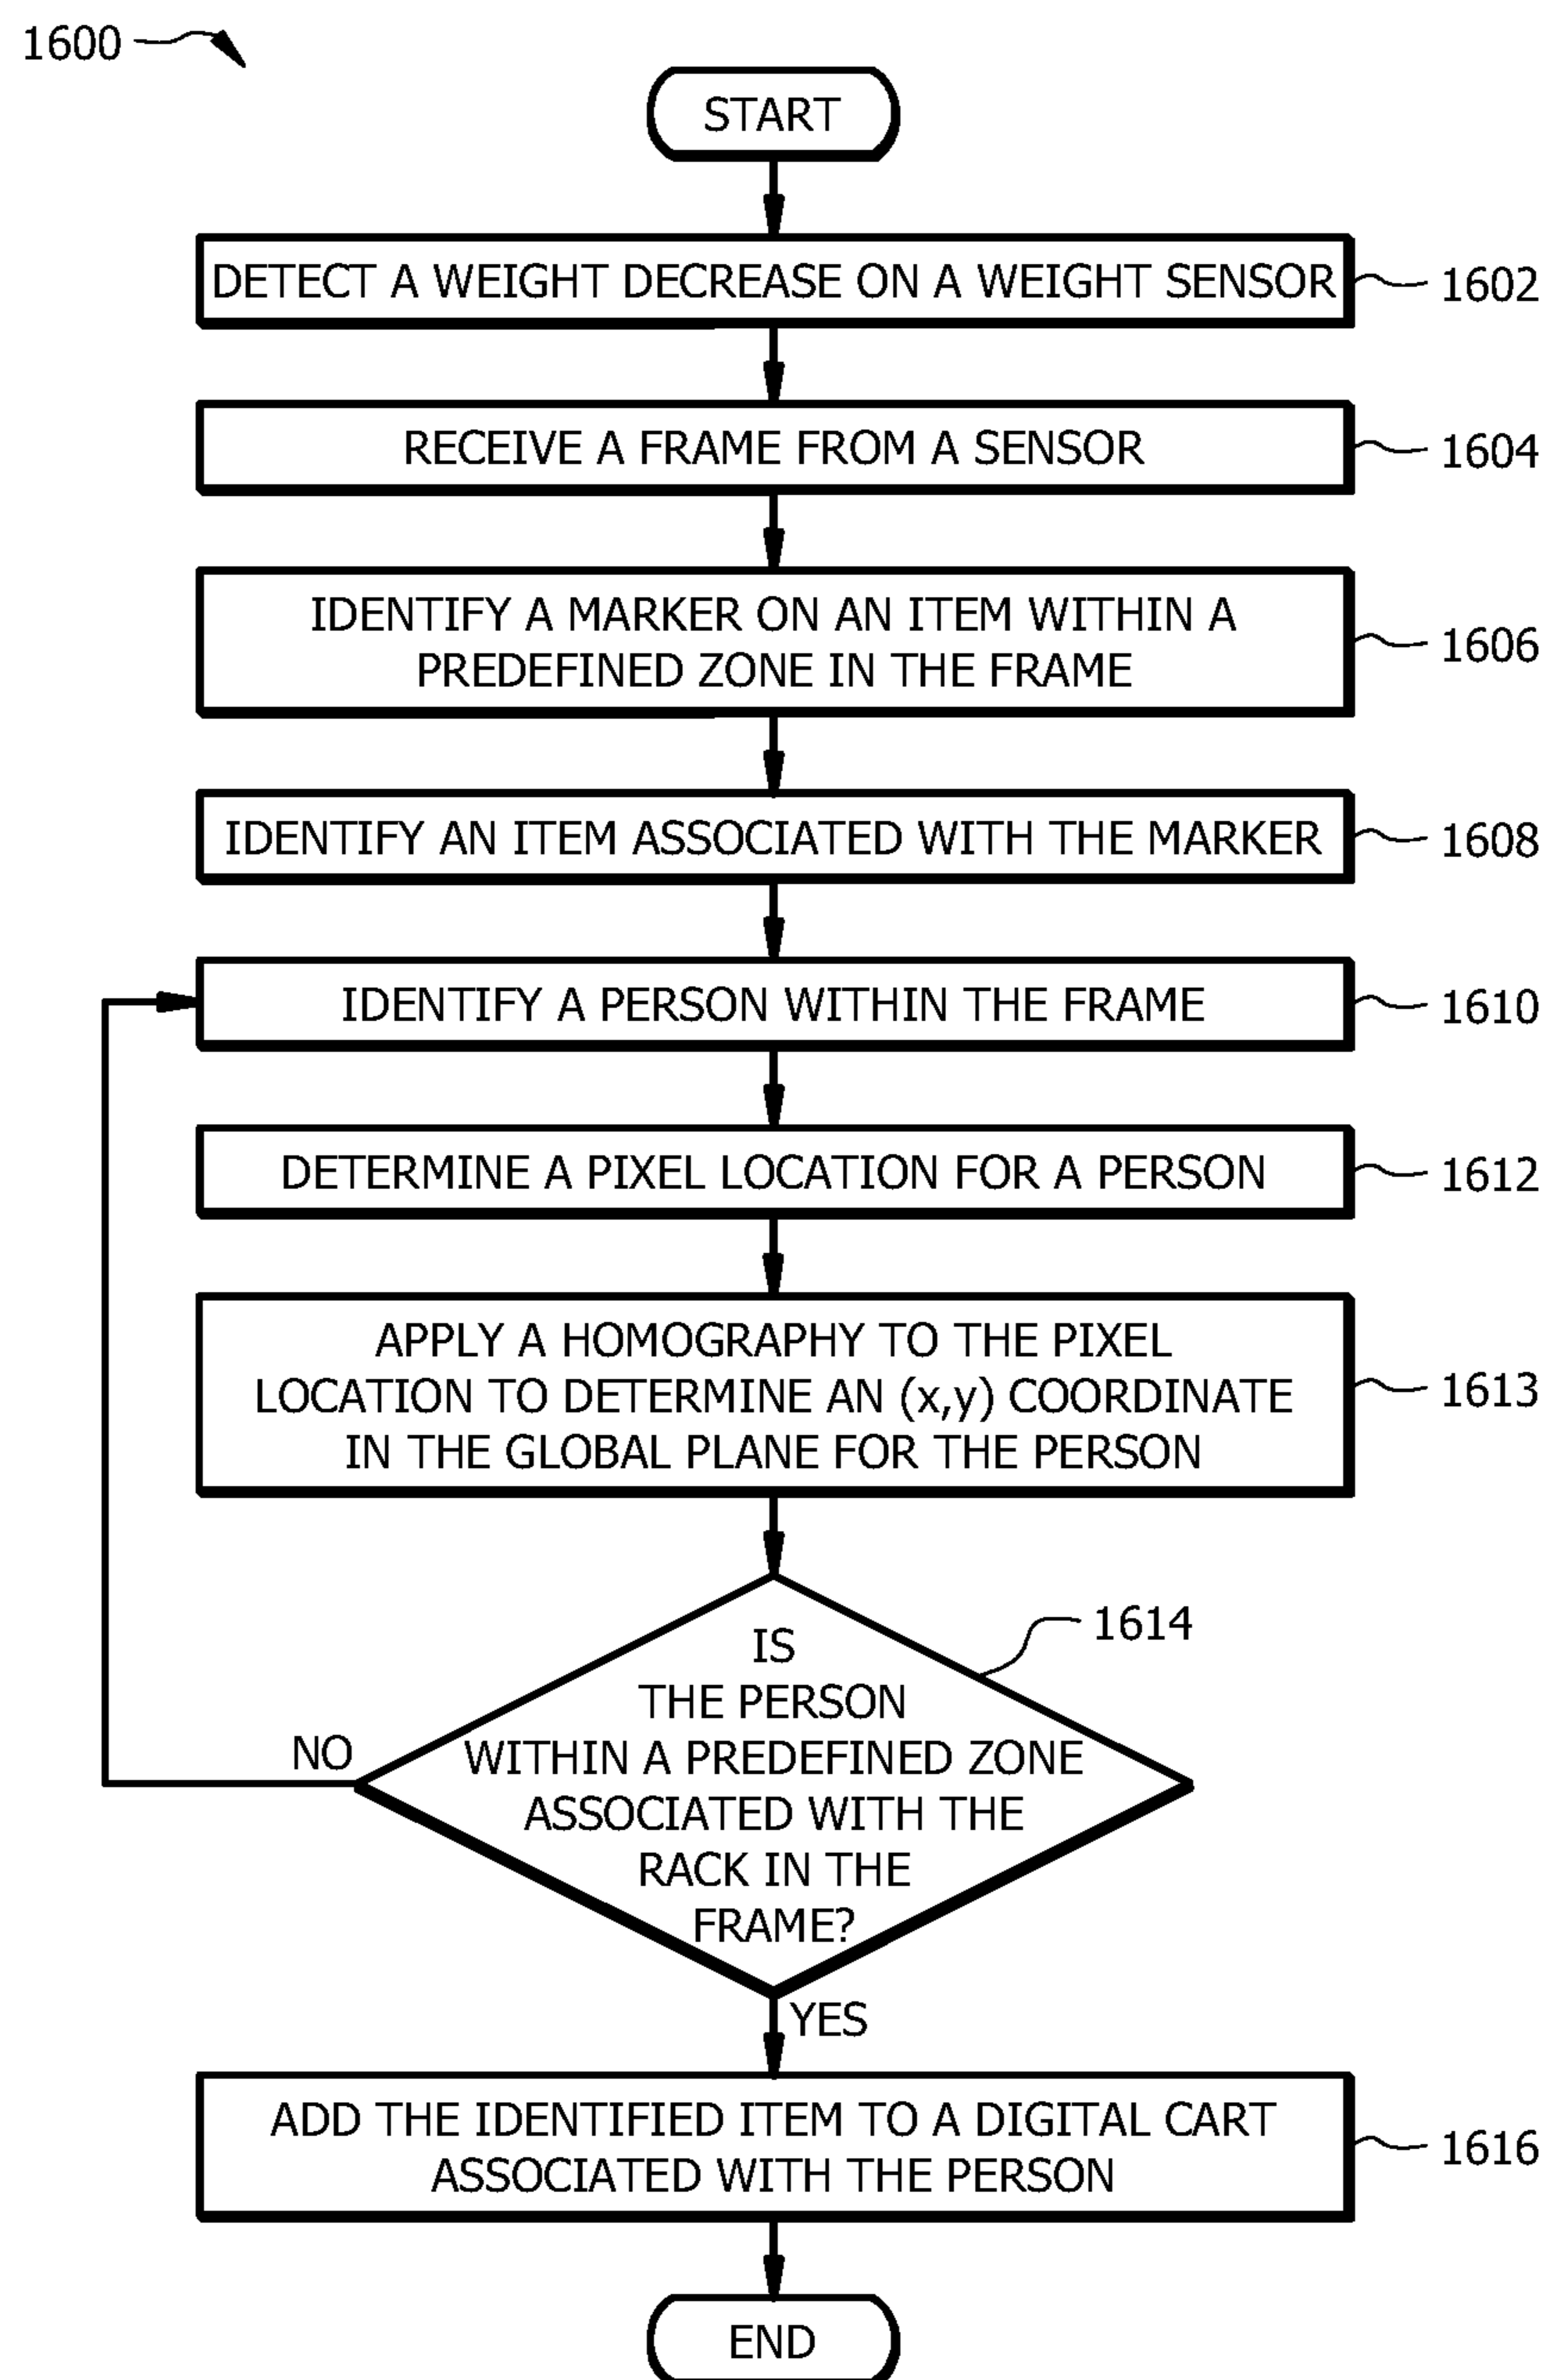 1600
START
DETECT A WEIGHT DECREASE ON A WEIGHT SENSOR
1602
RECEIVE A FRAME FROM A SENSOR
1604
IDENTIFY A MARKER ON AN ITEM WITHIN A
PREDEFINED ZONE IN THE FRAME
1606
IDENTIFY AN ITEM ASSOCIATED WITH THE MARKER
1608
IDENTIFY A PERSON WITHIN THE FRAME
1610
DETERMINE A PIXEL LOCATION FOR A PERSON
1612
APPLY A HOMOGRAPHY TO THE PIXEL
LOCATION TO DETERMINE AN (x,y) COORDINATE
IN THE GLOBAL PLANE FOR THE PERSON
1613
IS
THE PERSON
WITHIN A PREDEFINED ZONE
ASSOCIATED WITH THE
RACK IN THE
FRAME?
1614
NO
YES
ADD THE IDENTIFIED ITEM TO A DIGITAL CART
ASSOCIATED WITH THE PERSON
1616
END